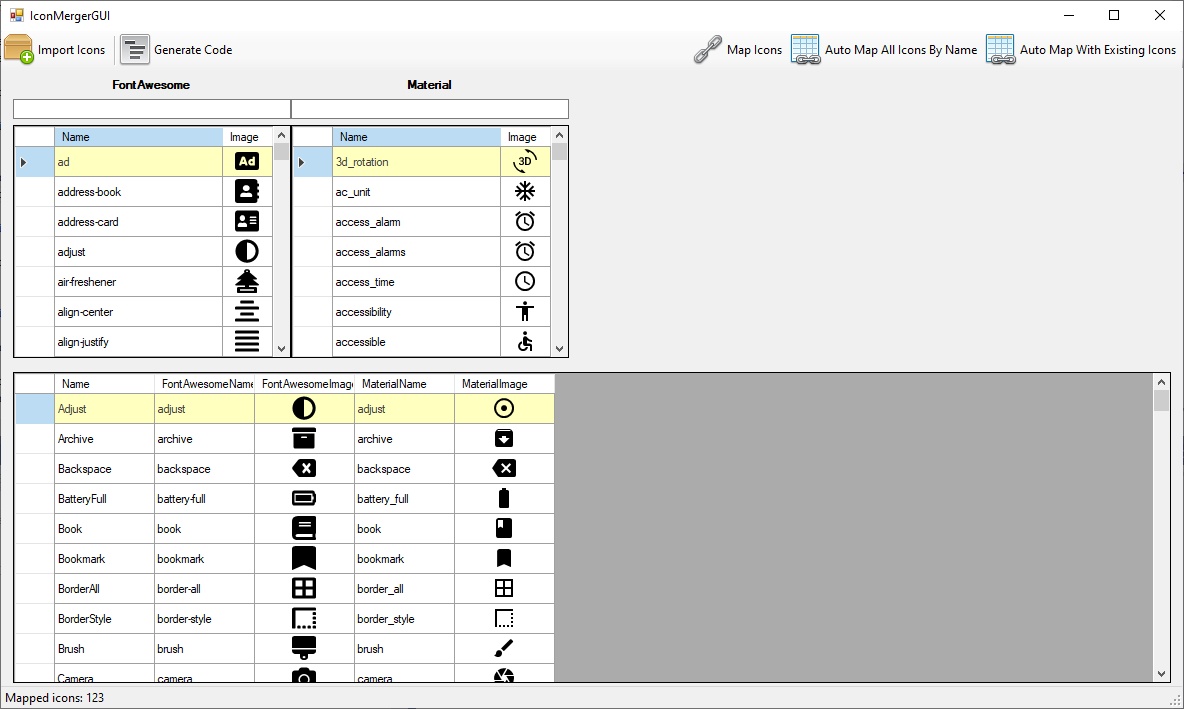 IconMergerGUI
Import Icons Generate Code Map Icons Auto Map All Icons By Name Auto Map With Existing Icons
FontAwesome Material
Name Image Name Image
ad Ad 3d_rotation 3D
address-book ac_unit
address-card access_alarm
adjust access_alarms
air-freshener access_time
align-center accessibility
align-justify accessible
Name FontAwesomeName FontAwesomeImage MaterialName MaterialImage
Adjust adjust adjust
Archive archive archive
Backspace backspace backspace
BatteryFull battery-full battery_full
Book book book
Bookmark bookmark bookmark
BorderAll border-all border_all
BorderStyle border-style border_style
Brush brush brush
Camera camera camera
Mapped icons: 123